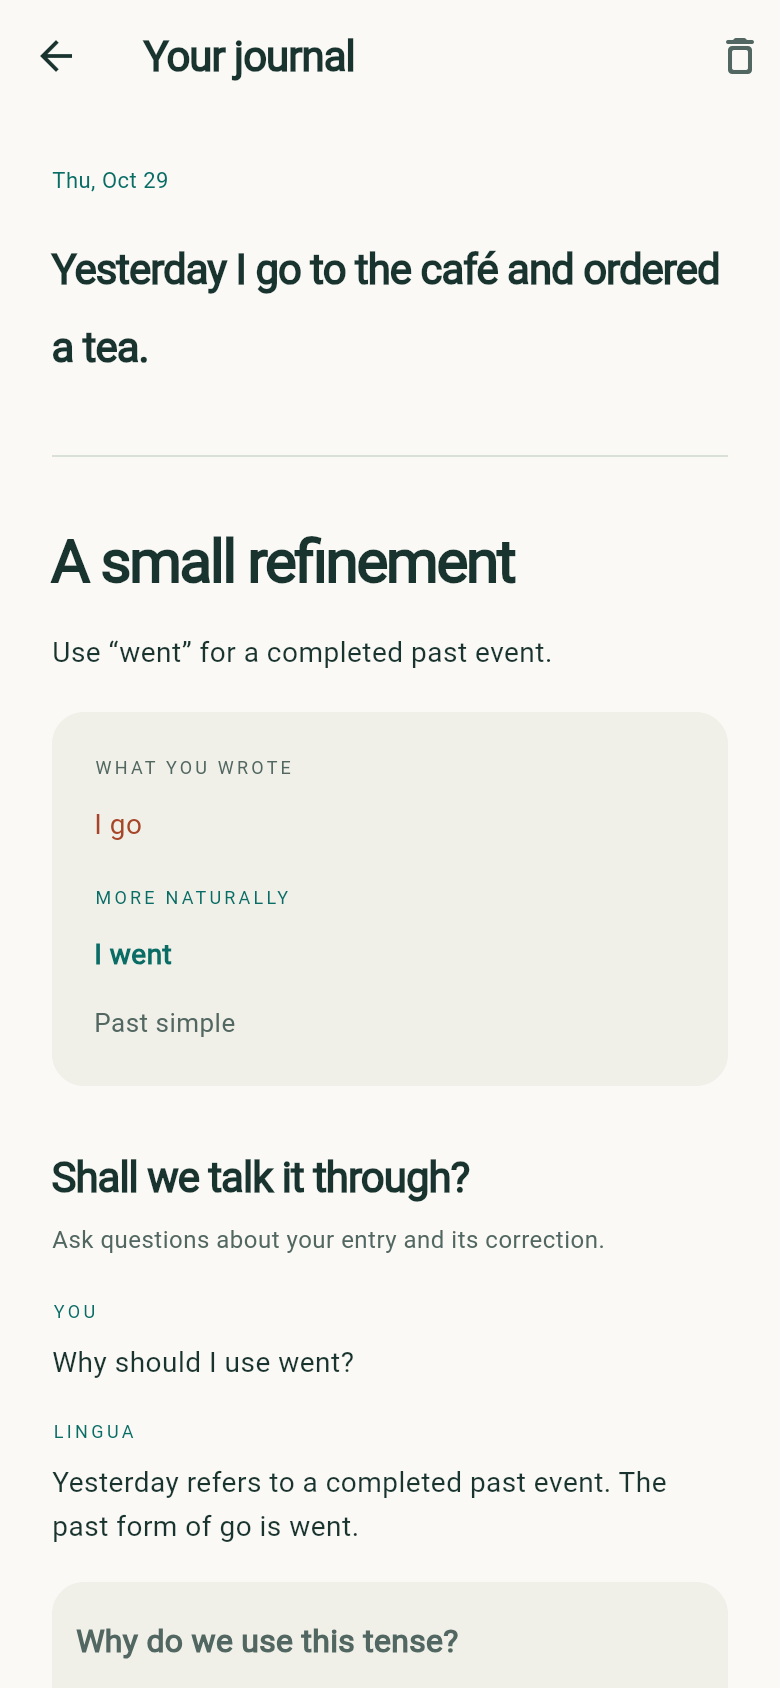 Your journal
Thu, Oct 29
Yesterday I go to the café and ordered
a tea.
A small refinement
Use “went” for a completed past event.
WHAT YOU WROTE
I go
MORE NATURALLY
I went
Past simple
Shall we talk it through?
Ask questions about your entry and its correction.
YOU
Why should I use went?
LINGUA
Yesterday refers to a completed past event. The
past form of go is went.
Why do we use this tense?